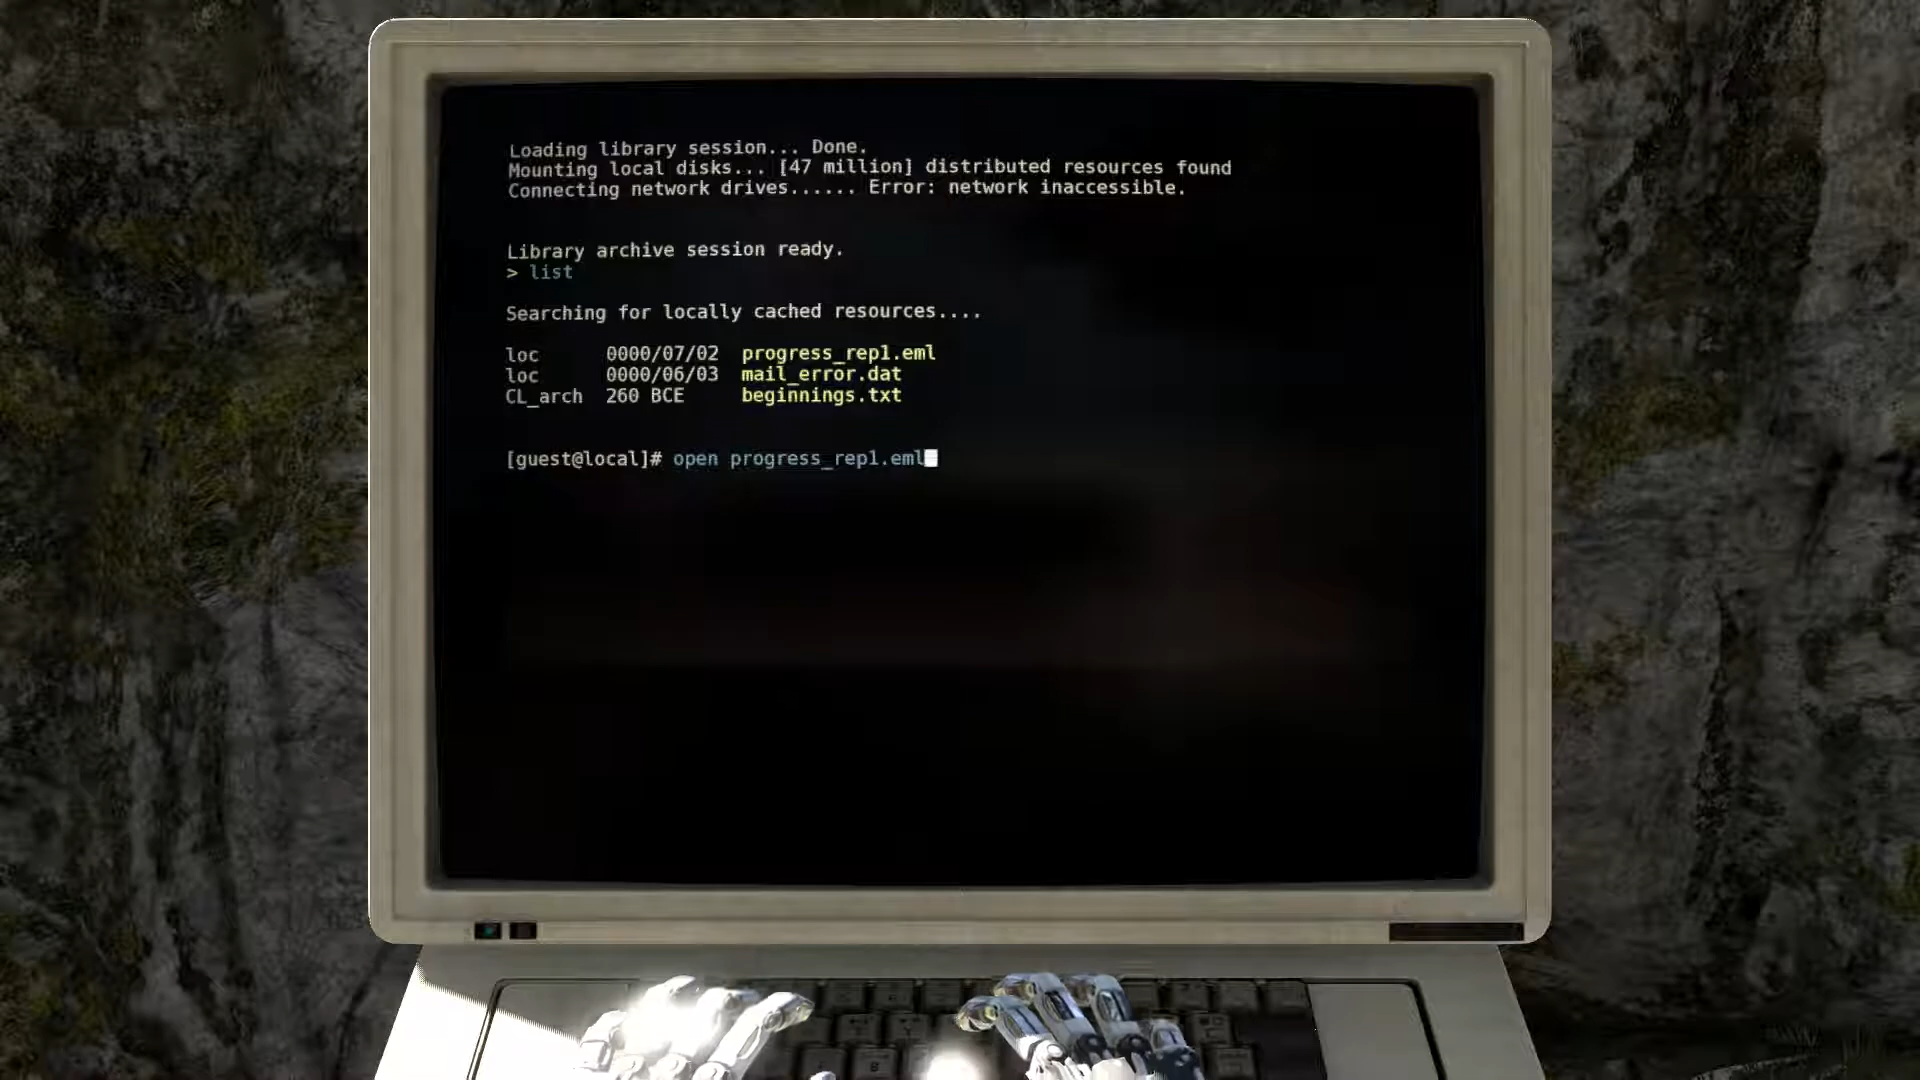 Loading library session... Done.
Mounting local disks... [47 million] distributed resources found
Connecting network drives...... Error: network inaccessible.
Library archive session ready.
> list
Searching for locally cached resources....
loc 0000/07/02 progress_rep1.eml
loc 0000/06/03 mail_error.dat
CL_arch 260 BCE beginnings.txt
[guest@local]# open progress_rep1.eml